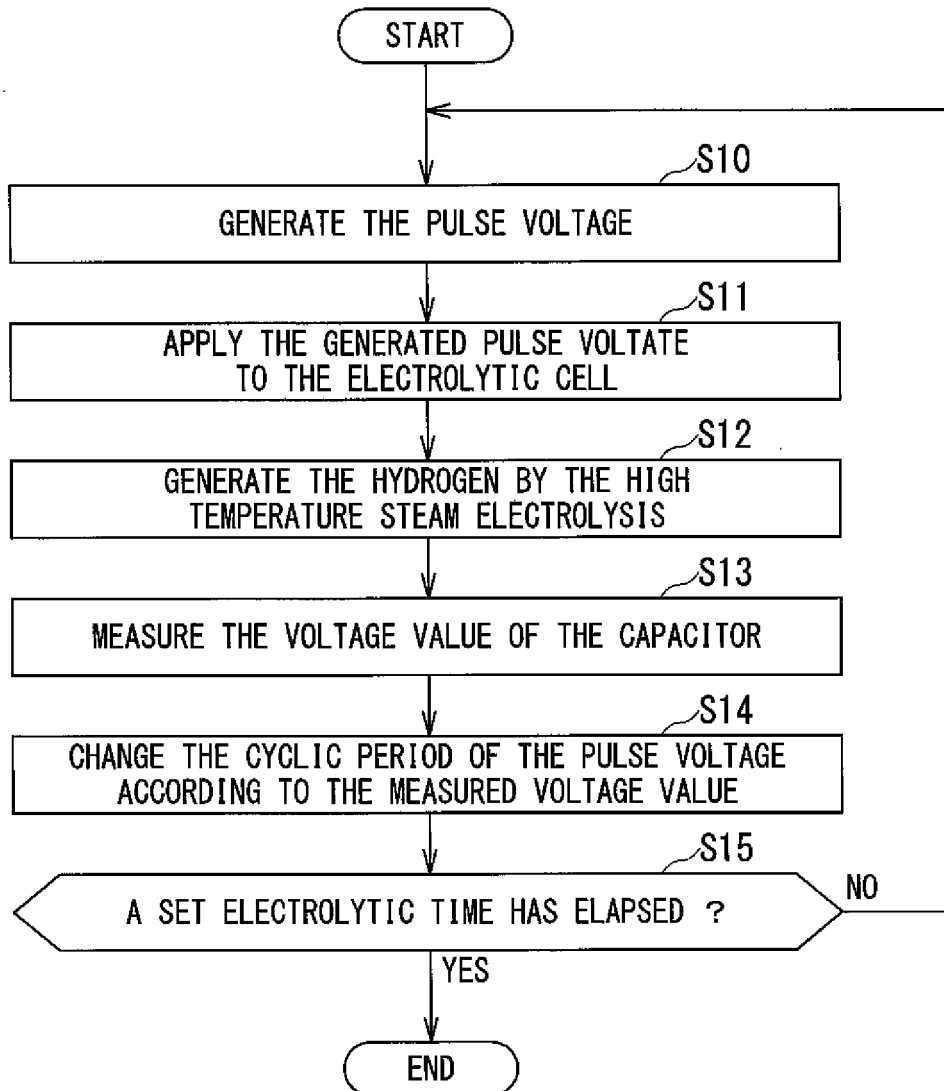 START
S10
GENERATE THE PULSE VOLTAGE
S11
APPLY THE GENERATED PULSE VOLTATE
TO THE ELECTROLYTIC CELL
S12
GENERATE THE HYDROGEN BY THE HIGH
TEMPERATURE STEAM ELECTROLYSIS
S13
MEASURE THE VOLTAGE VALUE OF THE CAPACITOR
S14
CHANGE THE CYCLIC PERIOD OF THE PULSE VOLTAGE
ACCORDING TO THE MEASURED VOLTAGE VALUE
S15
A SET ELECTROLYTIC TIME HAS ELAPSED ?
NO
YES
END